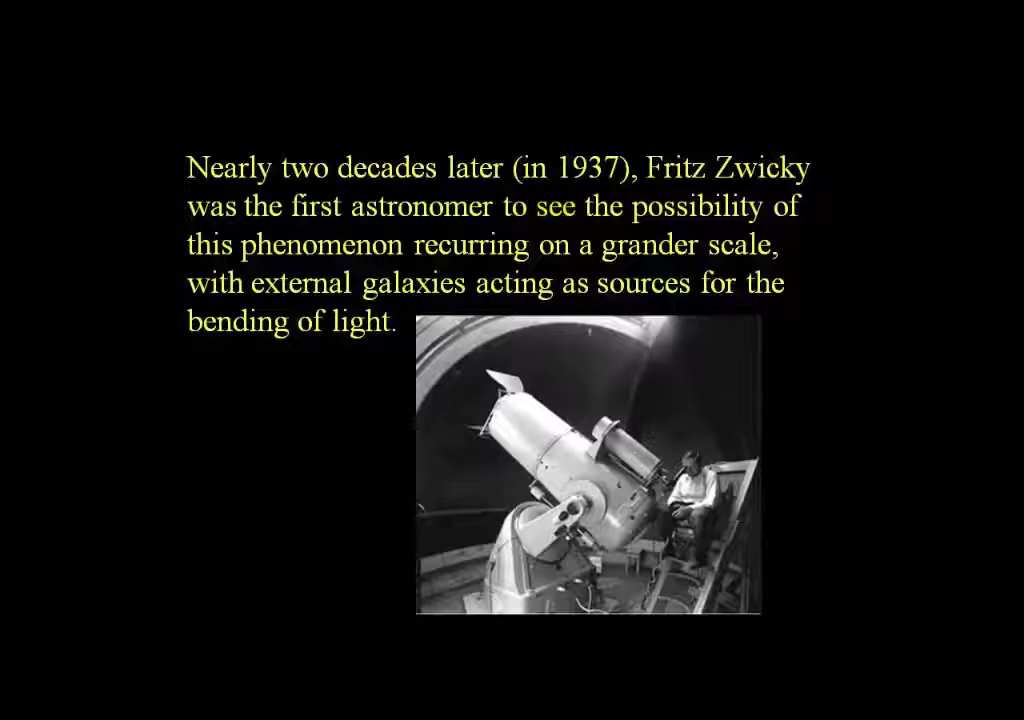 Nearly two decades later (in 1937), Fritz Zwicky
was the first astronomer to see the possibility of
this phenomenon recurring on a grander scale,
with external galaxies acting as sources for the
bending of light.